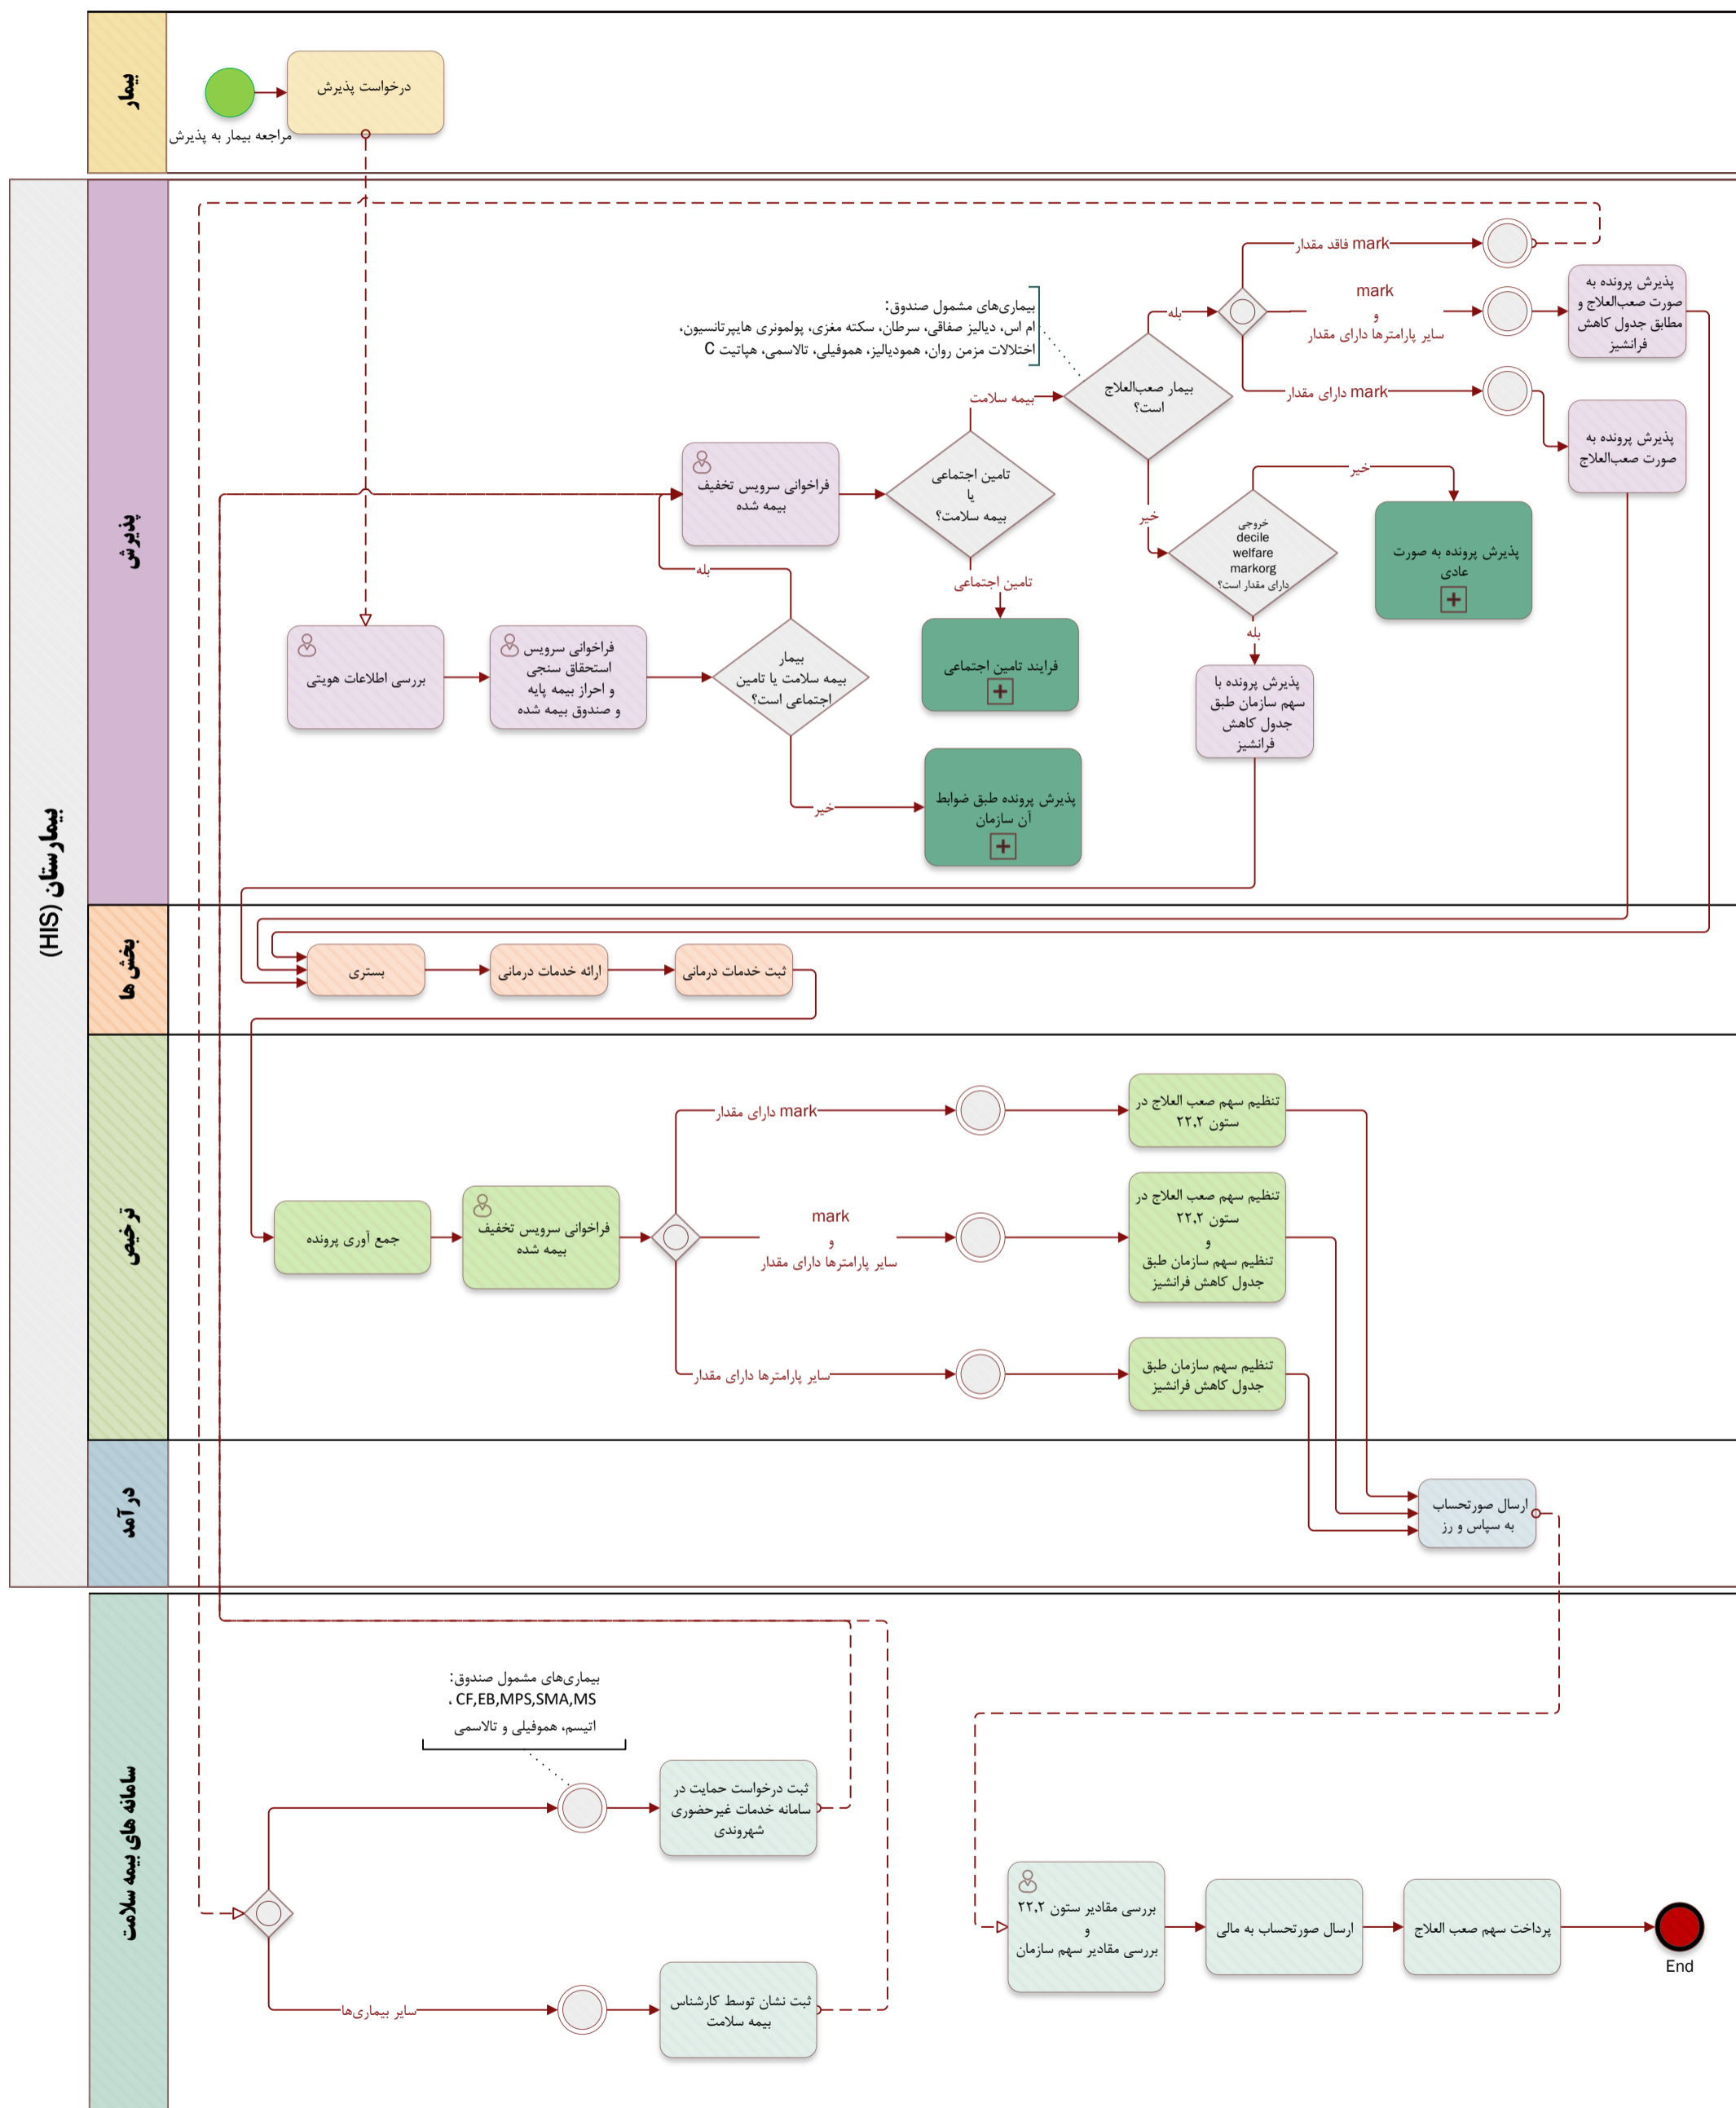 بیمار
مراجعه بیمار به پذیرش
درخواست پذیرش
بیمارستان (HIS)
پذیرش
بررسی اطلاعات هویتی
فراخوانی سرویس
استحقاق سنجی
و احراز بیمه پایه
و صندوق بیمه شده
بیمار
بیمه سلامت یا تامین
اجتماعی است؟
بله
خیر
پذیرش پرونده طبق ضوابط
آن سازمان
فراخوانی سرویس تخفیف
بیمه شده
تامین اجتماعی
یا
بیمه سلامت؟
تامین اجتماعی
فرایند تامین اجتماعی
بیمه سلامت
بیماری‌های مشمول صندوق:
ام اس، دیالیز صفاقی، سرطان، سکته مغزی، پولمونری هایپرتانسیون،
اختلالات مزمن روان، همودیالیز، هموفیلی، تالاسمی، هپاتیت C
بیمار صعب‌العلاج
است؟
بله
خیر
mark فاقد مقدار
mark
و
سایر پارامترها دارای مقدار
mark دارای مقدار
پذیرش پرونده به
صورت صعب‌العلاج و
مطابق جدول کاهش
فرانشیز
پذیرش پرونده به
صورت صعب‌العلاج
خروجی
decile
welfare
markorg
دارای مقدار است؟
خیر
پذیرش پرونده به صورت
عادی
بله
پذیرش پرونده با
سهم سازمان طبق
جدول کاهش
فرانشیز
بخش ها
بستری
ارائه خدمات درمانی
ثبت خدمات درمانی
ترخیص
جمع آوری پرونده
فراخوانی سرویس تخفیف
بیمه شده
mark دارای مقدار
mark
و
سایر پارامترها دارای مقدار
سایر پارامترها دارای مقدار
تنظیم سهم صعب العلاج در
ستون ۲۲,۲
تنظیم سهم صعب العلاج در
ستون ۲۲,۲
و
تنظیم سهم سازمان طبق
جدول کاهش فرانشیز
تنظیم سهم سازمان طبق
جدول کاهش فرانشیز
درآمد
ارسال صورتحساب
به سپاس و رز
سامانه های بیمه سلامت
بیماری‌های مشمول صندوق:
CF,EB,MPS,SMA,MS ،
اتیسم، هموفیلی و تالاسمی
ثبت درخواست حمایت در
سامانه خدمات غیرحضوری
شهروندی
سایر بیماری‌ها
ثبت نشان توسط کارشناس
بیمه سلامت
بررسی مقادیر ستون ۲۲,۲
و
بررسی مقادیر سهم سازمان
ارسال صورتحساب به مالی
پرداخت سهم صعب العلاج
End